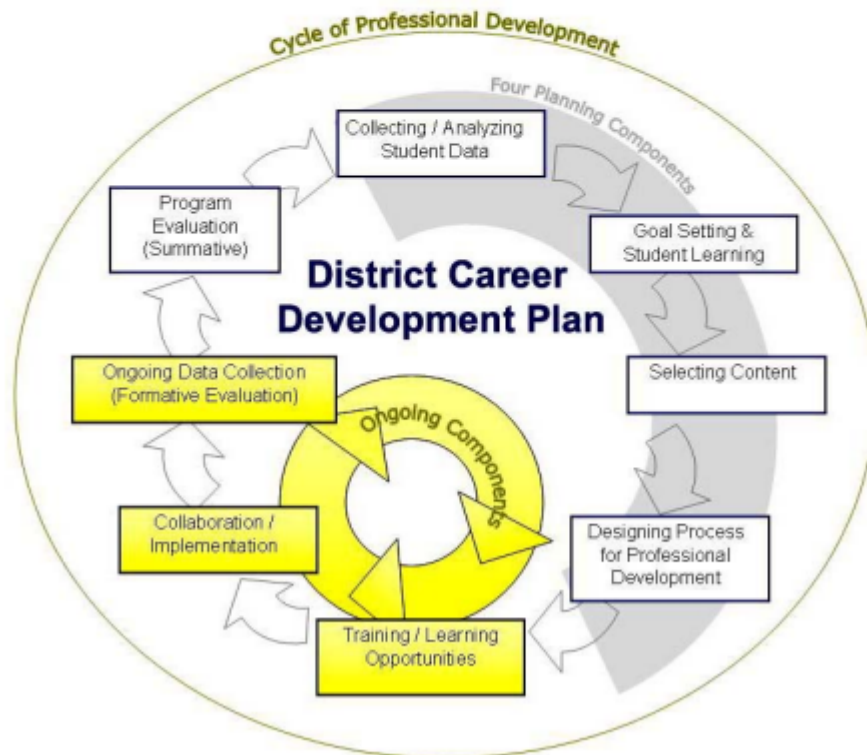 Cycle of Professional Development
Four Planning Components
Collecting / Analyzing
Student Data
Program
Evaluation
(Summative)
Goal Setting &
Student Learning
District Career
Development Plan
Ongoing Data Collection
(Formative Evaluation)
Selecting Content
Ongoing Components
Collaboration /
Implementation
Designing Process
for Professional
Development
Training / Learning
Opportunities